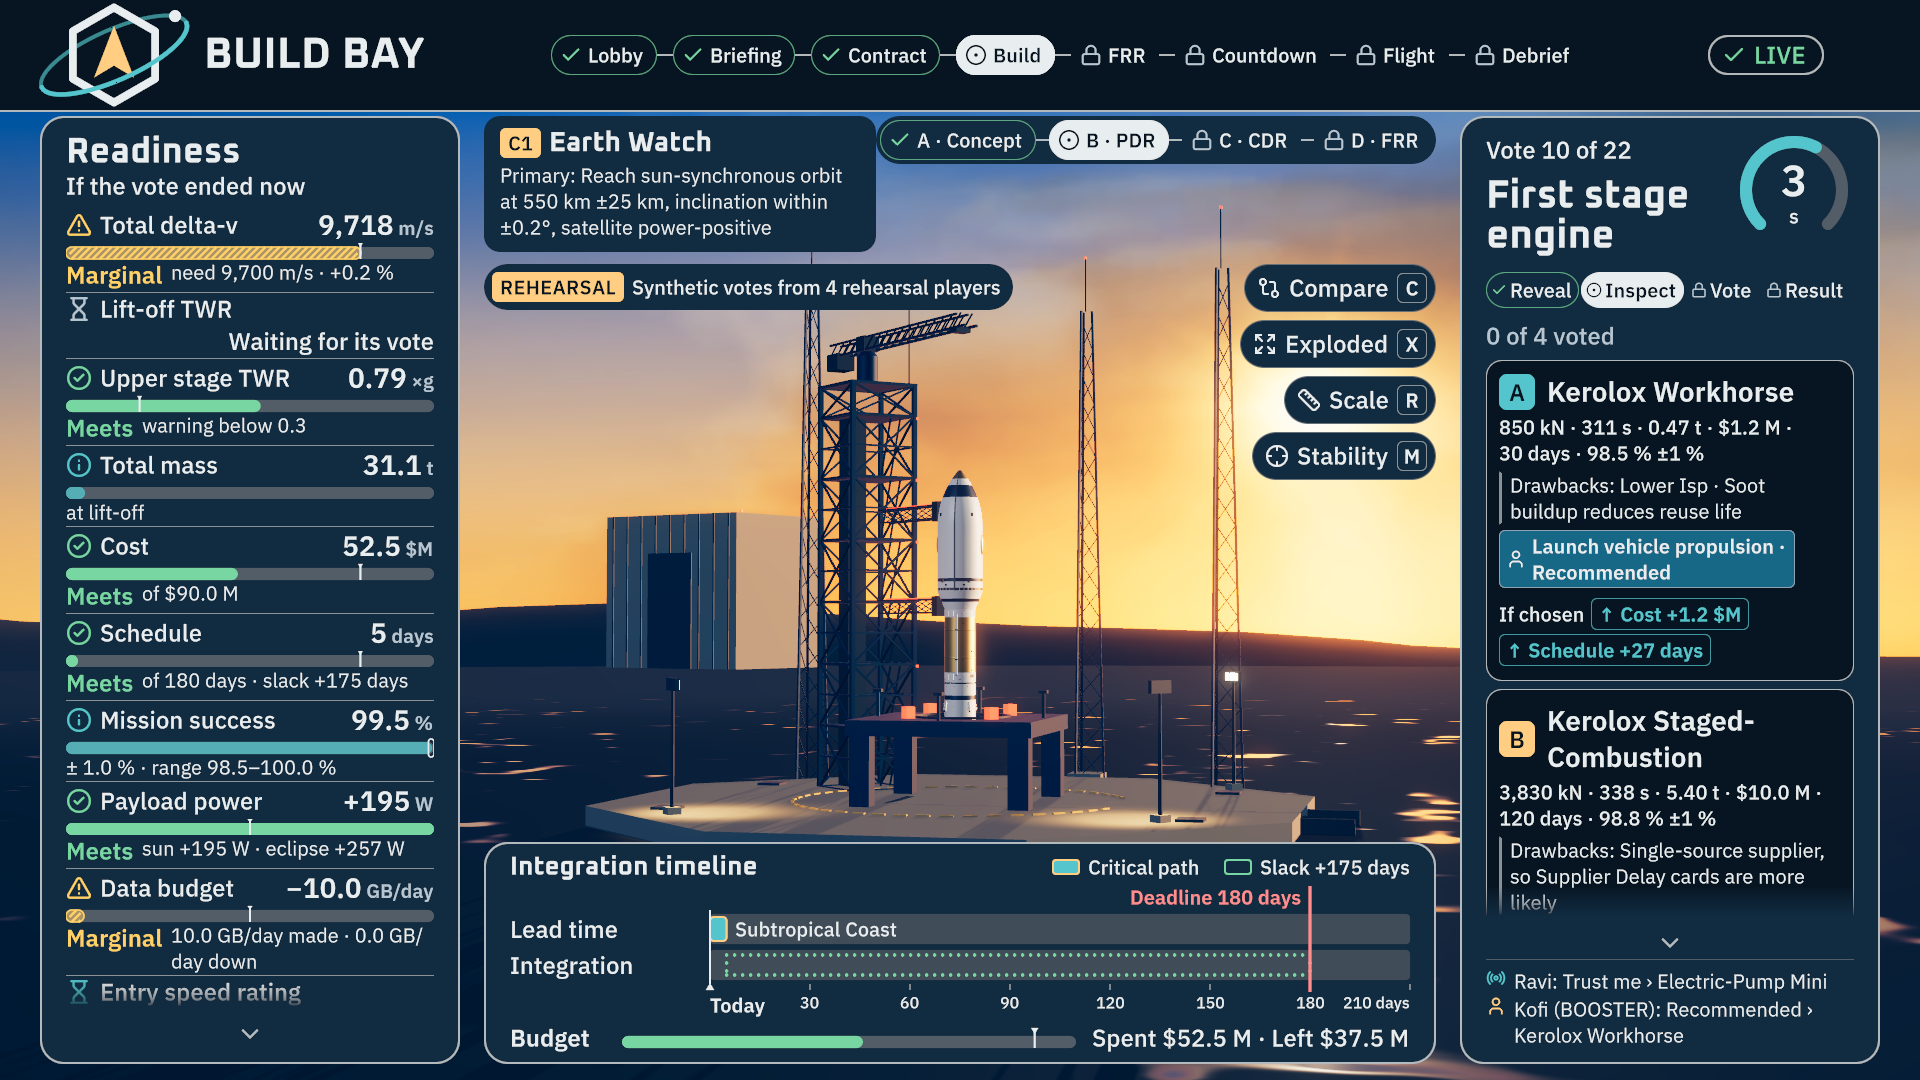 BUILD BAY
Lobby
Briefing
Contract
Build
FRR
Countdown
Flight
Debrief
LIVE
Readiness
If the vote ended now
Total delta-v 9,718 m/s
Marginal need 9,700 m/s · +0.2 %
Lift-off TWR
Waiting for its vote
Upper stage TWR 0.79 ×g
Meets warning below 0.3
Total mass 31.1 t
at lift-off
Cost 52.5 $M
Meets of $90.0 M
Schedule 5 days
Meets of 180 days · slack +175 days
Mission success 99.5 %
± 1.0 % · range 98.5–100.0 %
Payload power +195 W
Meets sun +195 W · eclipse +257 W
Data budget −10.0 GB/day
Marginal 10.0 GB/day made · 0.0 GB/
day down
Entry speed rating
C1 Earth Watch
Primary: Reach sun-synchronous orbit
at 550 km ±25 km, inclination within
±0.2°, satellite power-positive
A · Concept
B · PDR
C · CDR
D · FRR
REHEARSAL Synthetic votes from 4 rehearsal players
Compare C
Exploded X
Scale R
Stability M
Integration timeline
Critical path
Slack +175 days
Deadline 180 days
Lead time
Subtropical Coast
Integration
Today 30 60 90 120 150 180 210 days
Budget
Spent $52.5 M · Left $37.5 M
Vote 10 of 22
First stage
engine
3
s
Reveal
Inspect
Vote
Result
0 of 4 voted
A Kerolox Workhorse
850 kN · 311 s · 0.47 t · $1.2 M ·
30 days · 98.5 % ±1 %
Drawbacks: Lower Isp · Soot
buildup reduces reuse life
Launch vehicle propulsion ·
Recommended
If chosen ↑ Cost +1.2 $M
↑ Schedule +27 days
B Kerolox Staged-
Combustion
3,830 kN · 338 s · 5.40 t · $10.0 M ·
120 days · 98.8 % ±1 %
Drawbacks: Single-source supplier,
so Supplier Delay cards are more
likely
Ravi: Trust me › Electric-Pump Mini
Kofi (BOOSTER): Recommended ›
Kerolox Workhorse